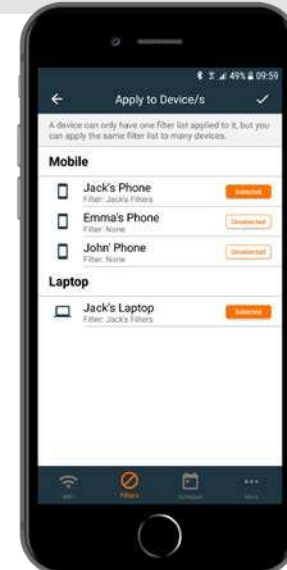 49% 09:59
Apply to Device/s
A device can only have one filter list applied to it, but you
can apply the same filter list to many devices.
Mobile
Jack's Phone
Selected
Filter: Jack's Filters
Emma's Phone
Unselected
Filter: None
John' Phone
Unselected
Filter: None
Laptop
Jack's Laptop
Selected
Filter: Jack's Filters
WiFi
Filters
Schedule
More